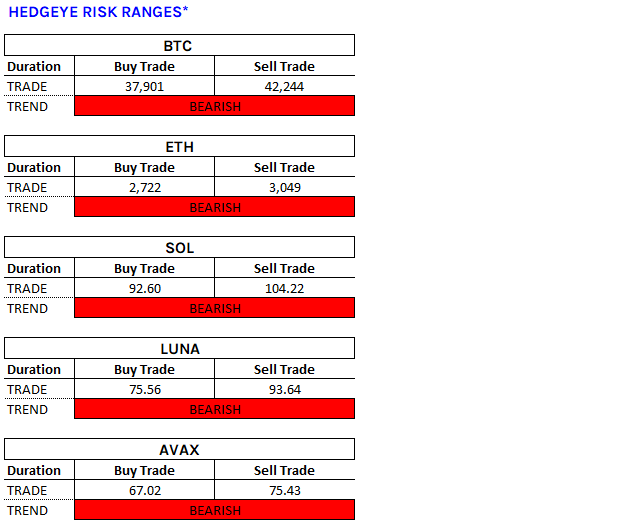 HEDGEYE RISK RANGES*
BTC
Duration Buy Trade Sell Trade
TRADE 37,901 42,244
TREND BEARISH
ETH
Duration Buy Trade Sell Trade
TRADE 2,722 3,049
TREND BEARISH
SOL
Duration Buy Trade Sell Trade
TRADE 92.60 104.22
TREND BEARISH
LUNA
Duration Buy Trade Sell Trade
TRADE 75.56 93.64
TREND BEARISH
AVAX
Duration Buy Trade Sell Trade
TRADE 67.02 75.43
TREND BEARISH